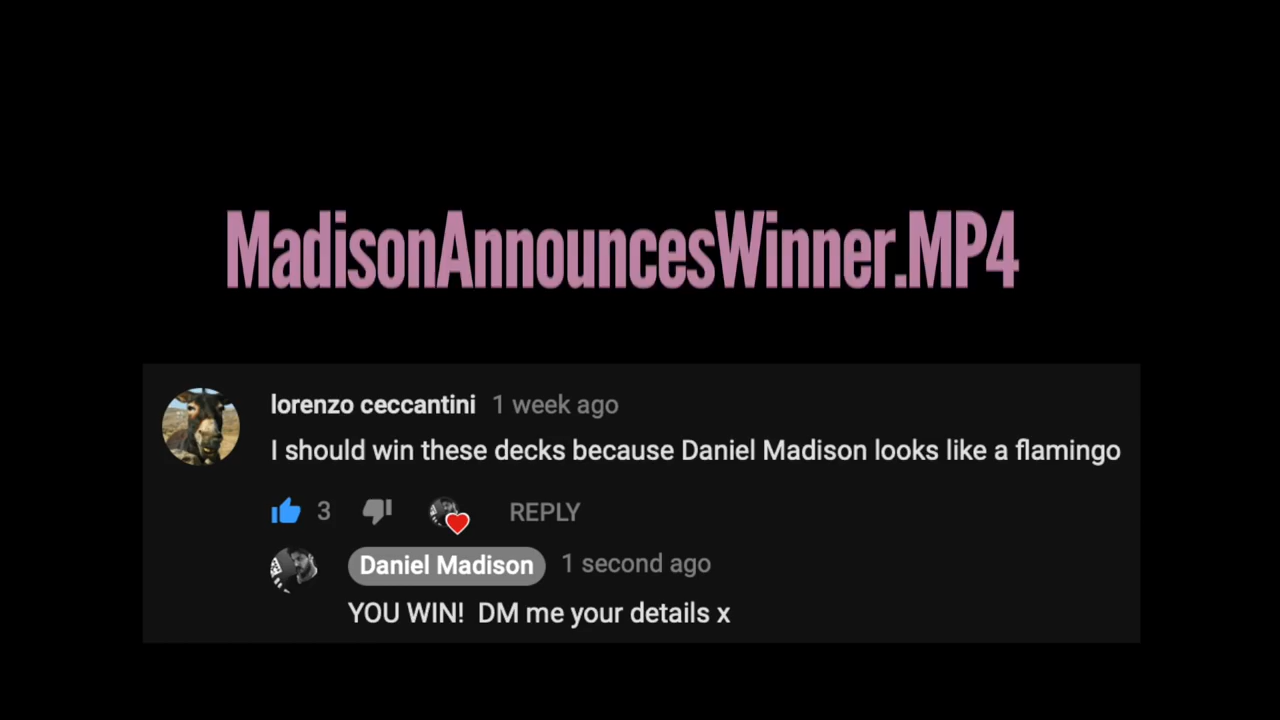 MadisonAnnouncesWinner.MP4
lorenzo ceccantini 1 week ago
I should win these decks because Daniel Madison looks like a flamingo
3 REPLY
Daniel Madison 1 second ago
YOU WIN! DM me your details x